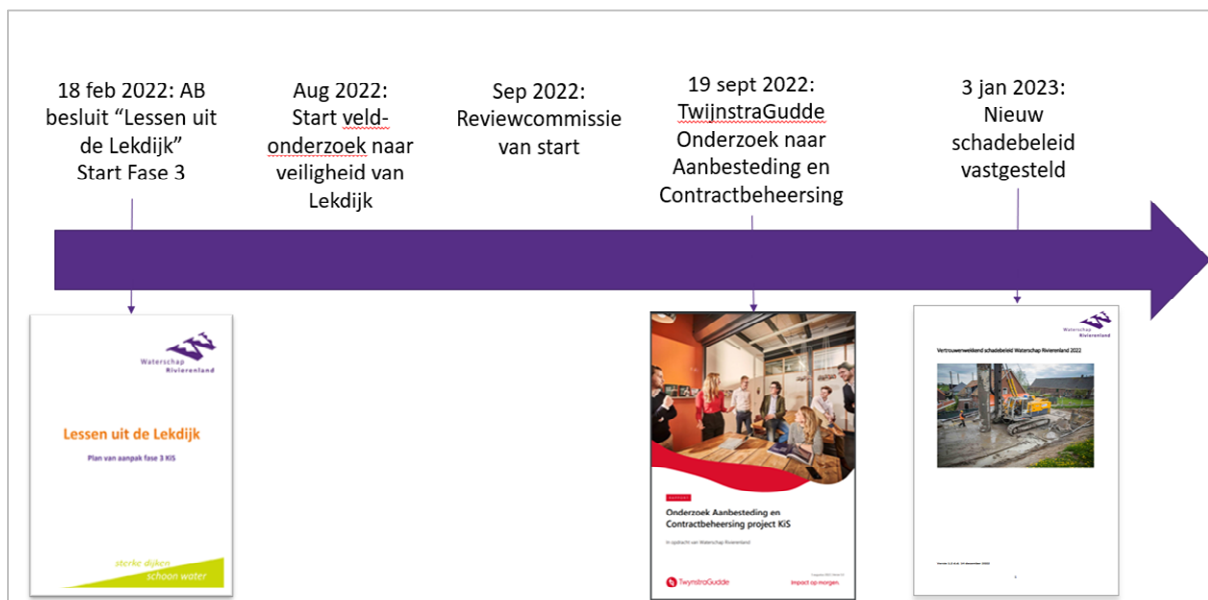 18 feb 2022: AB
besluit “Lessen uit
de Lekdijk”
Start Fase 3
Aug 2022:
Start veld-
onderzoek naar
veiligheid van
Lekdijk
Sep 2022:
Reviewcommissie
van start
19 sept 2022:
TwijnstraGudde
Onderzoek naar
Aanbesteding en
Contractbeheersing
3 jan 2023:
Nieuw
schadebeleid
vastgesteld
Waterschap
Rivierenland
Lessen uit de Lekdijk
Plan van aanpak fase 3 KiS
sterke dijken
schoon water
Onderzoek Aanbesteding en
Contractbeheersing project KiS
In opdracht van Waterschap Rivierenland
TwynstraGudde
Impact op morgen.
Waterschap
Rivierenland
Vertrouwenwekkend schadebeleid Waterschap Rivierenland 2022